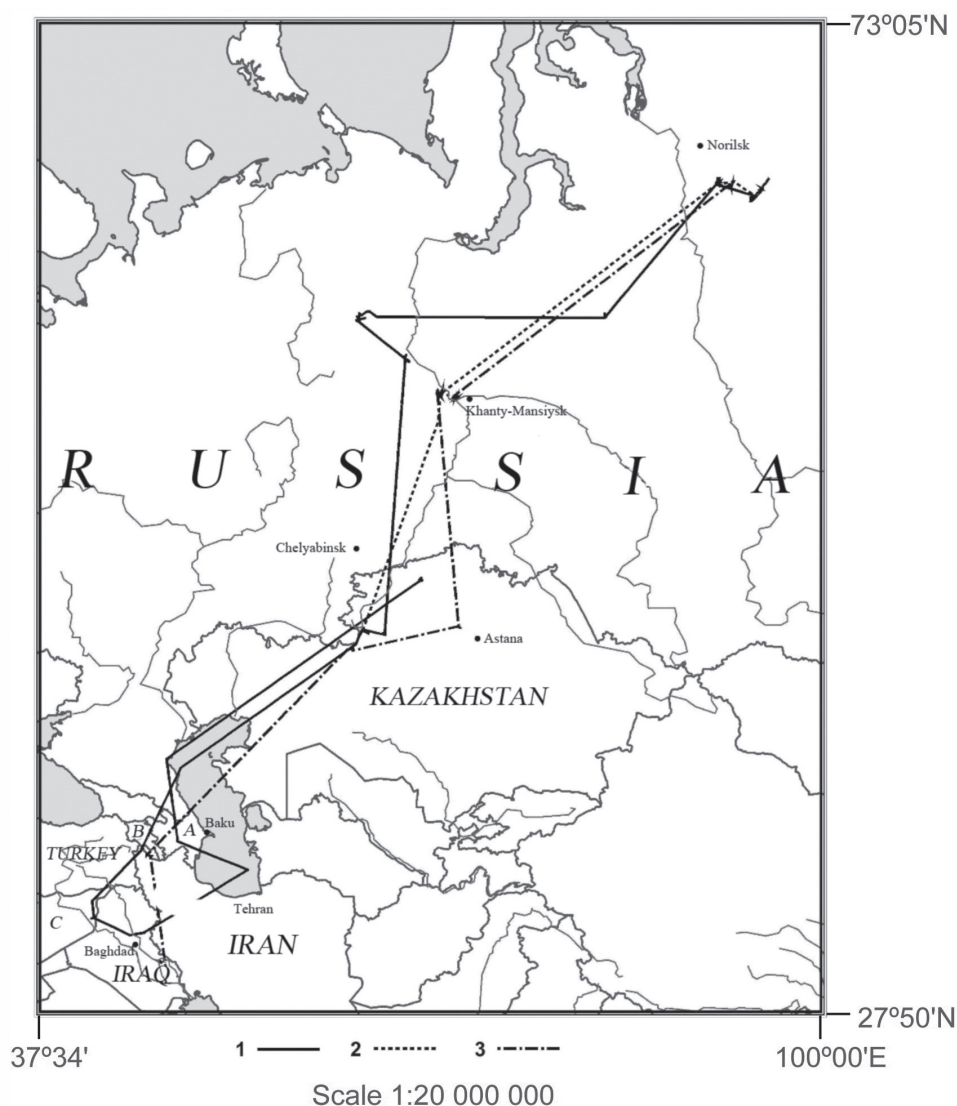 73º05'N
Norilsk
Khanty-Mansiysk
R U S S I A
Chelyabinsk
Astana
KAZAKHSTAN
B A Baku
TURKEY
Tehran
C
IRAN
Baghdad
IRAQ
27º50'N
37º34' 1 2 3 100º00'E
Scale 1:20 000 000